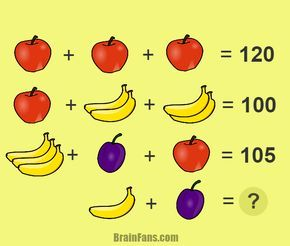 + + = 120
+ + = 100
+ + = 105
+ = ?
BrainFans.com